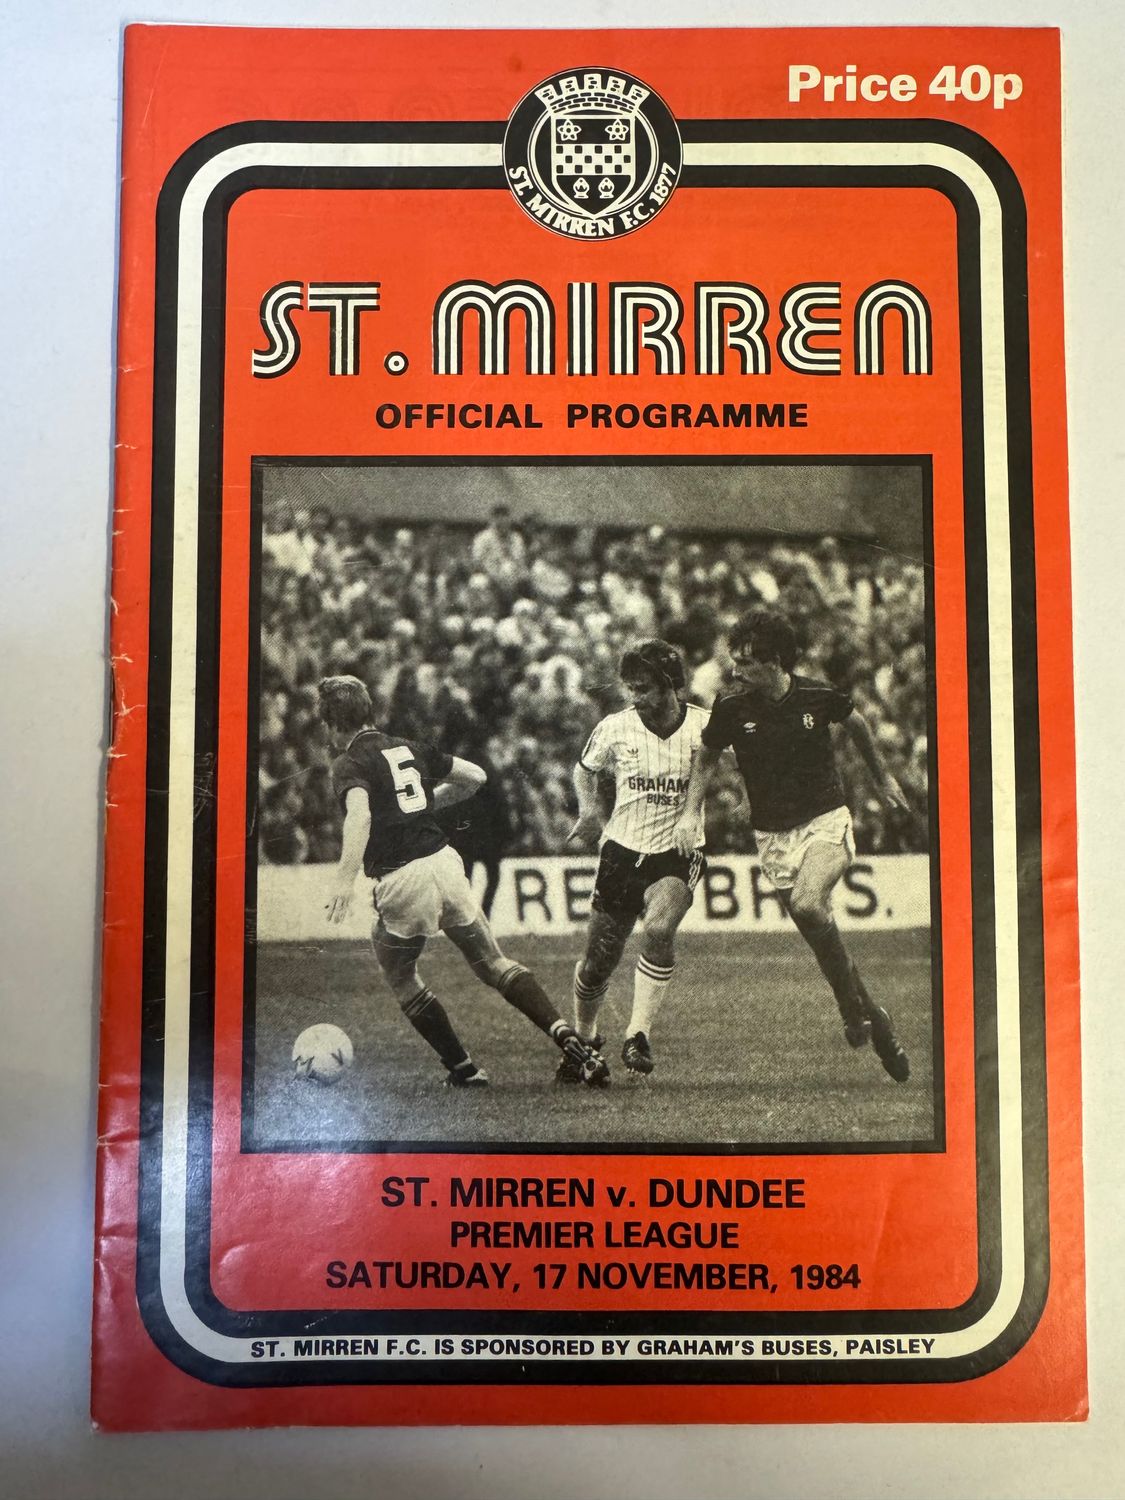 Price 40p
ST. MIRREN F.C. 1877
ST. MIRREN
OFFICIAL PROGRAMME
5
GRAHAM
BUSES
BR S.
M V
ST. MIRREN v. DUNDEE
PREMIER LEAGUE
SATURDAY, 17 NOVEMBER, 1984
ST. MIRREN F.C. IS SPONSORED BY GRAHAM'S BUSES, PAISLEY